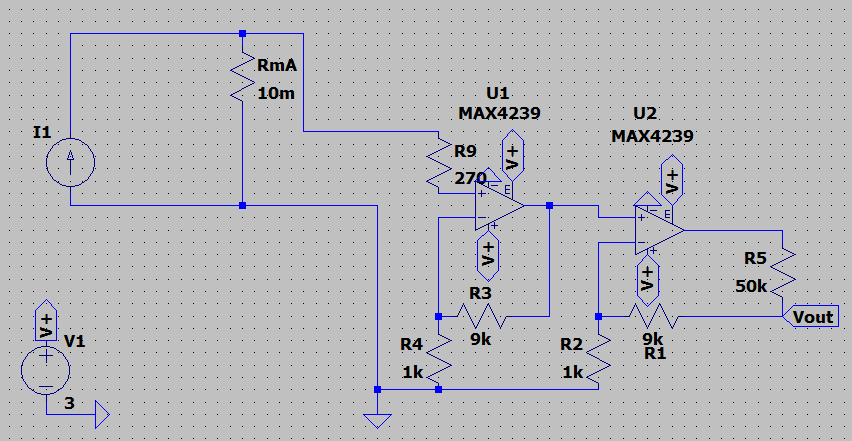 RmA
10m
I1
U1
MAX4239
U2
MAX4239
R9
270
V+
E
V+
V+
E
V+
R3
9k
R4
1k
R2
1k
9k
R1
R5
50k
Vout
V+
V1
3